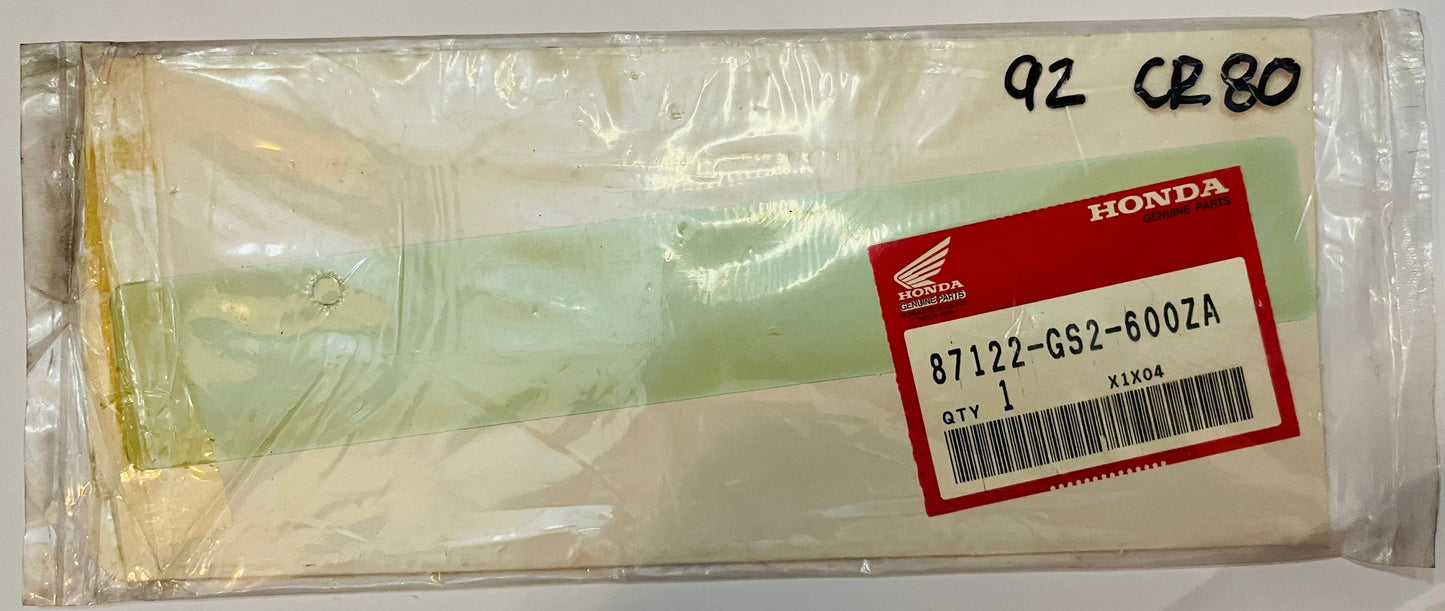 92 CR80
HONDA
GENUINE PARTS
HONDA
GENUINE PARTS
87122-GS2-600ZA
X1X04
QTY 1